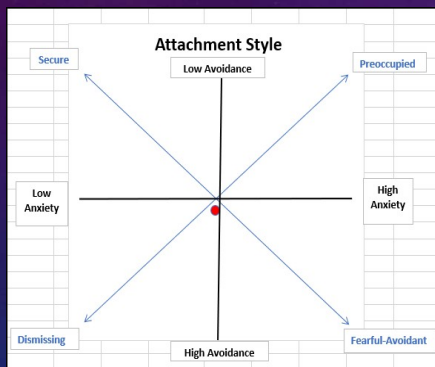 Attachment Style
Secure
Low Avoidance
Preoccupied
Low
Anxiety
High
Anxiety
Dismissing
High Avoidance
Fearful-Avoidant